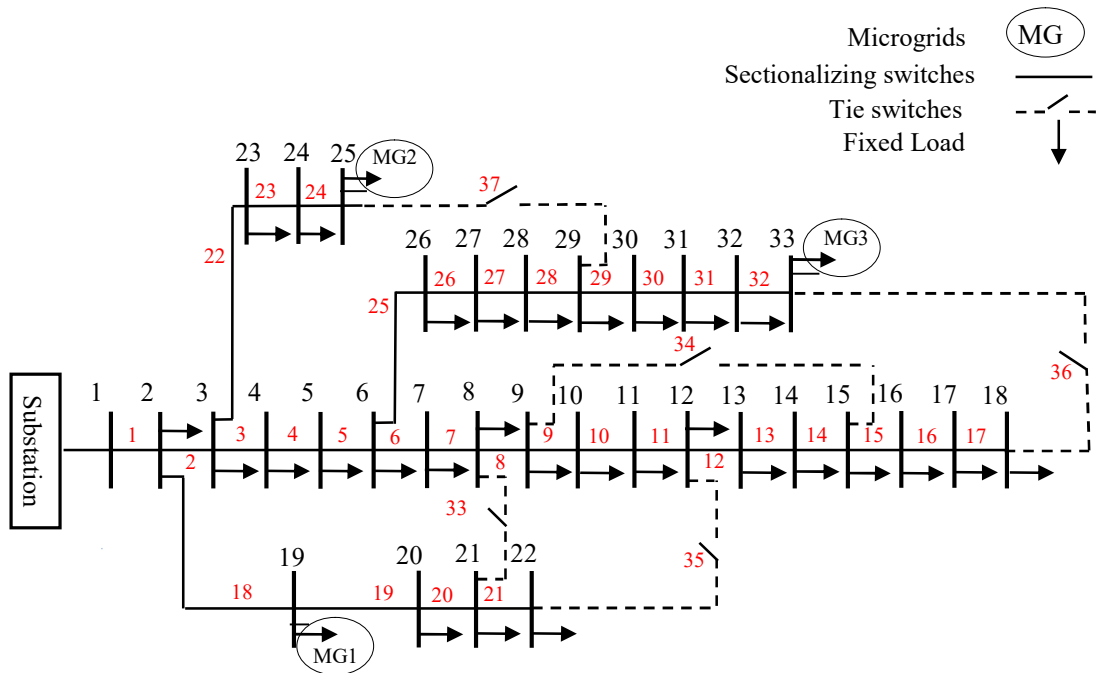 Microgrids MG
Sectionalizing switches
Tie switches
Fixed Load
23 24 25 MG2
23 24 37
22
26 27 28 29 30 31 32 33 MG3
25 26 27 28 29 30 31 32
34
36
Substation
1 2 3 4 5 6 7 8 9 10 11 12 13 14 15 16 17 18
1 2 3 4 5 6 7 8 9 10 11 12 13 14 15 16 17
33
35
19 20 21 22
18 19 20 21
MG1